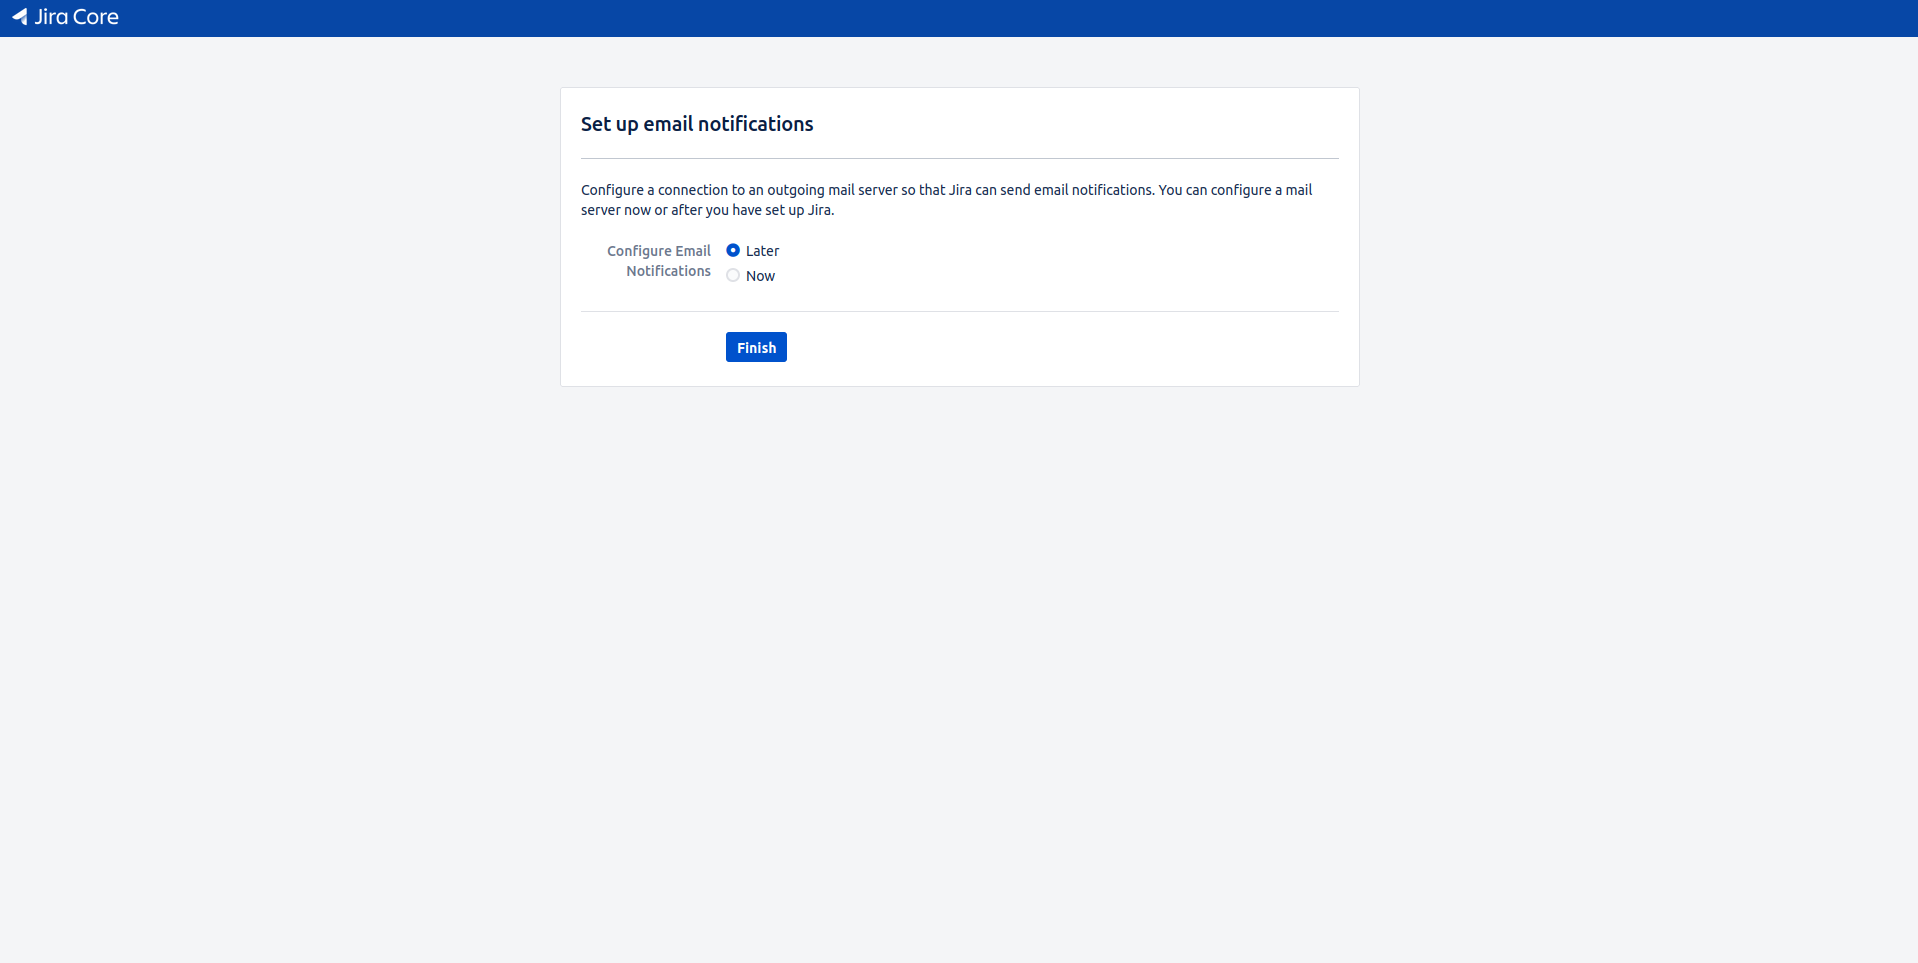 Jira Core
Set up email notifications
Configure a connection to an outgoing mail server so that Jira can send email notifications. You can configure a mail
server now or after you have set up Jira.
Configure Email
Notifications
Later
Now
Finish